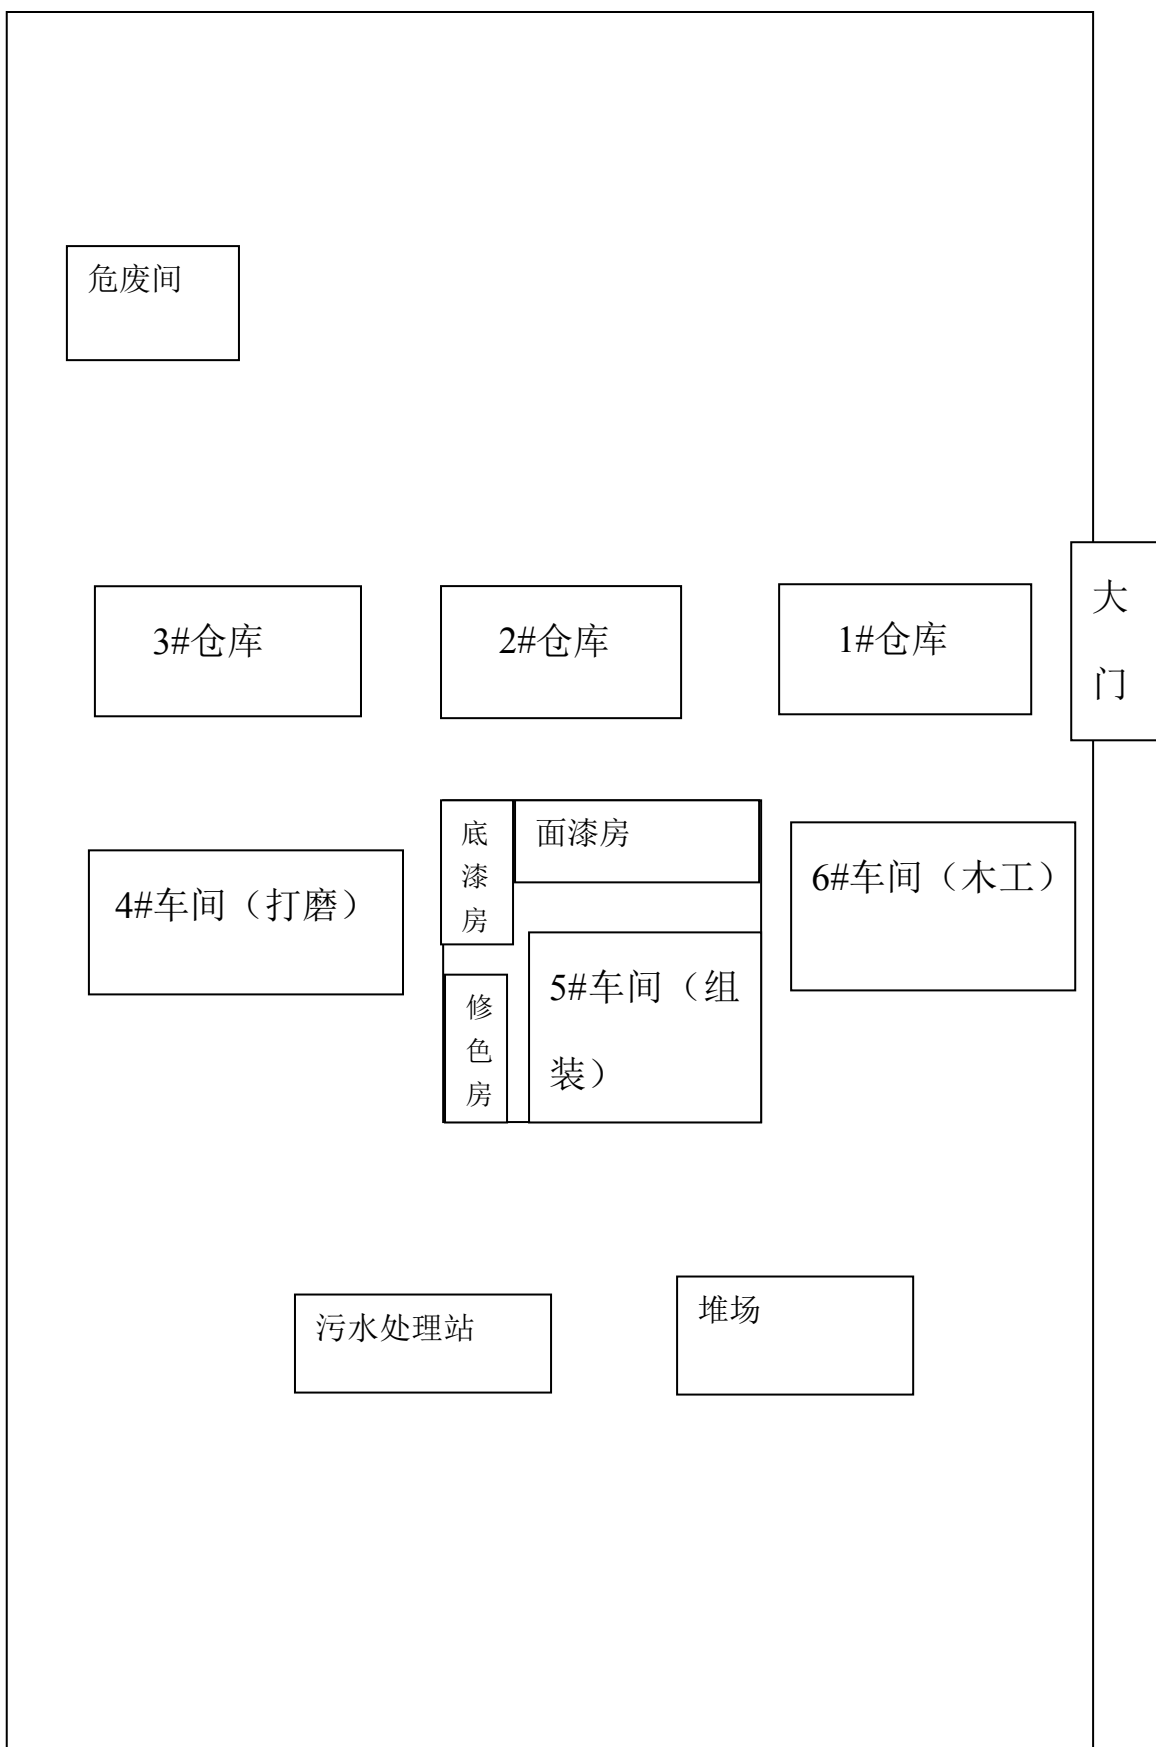 危废间
3#仓库
2#仓库
1#仓库
大
门
4#车间（打磨）
底
漆
房
面漆房
6#车间（木工）
修
色
房
5#车间（组
装）
污水处理站
堆场